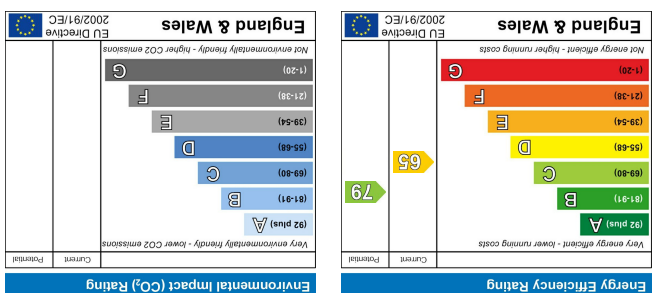 Energy Efficiency Rating
Current
Potential
Very energy efficient - lower running costs
(92 plus) A
(81-91) B
(69-80) C
(55-68) D
(39-54) E
(21-38) F
(1-20) G
79
65
Not energy efficient - higher running costs
England & Wales
EU Directive
2002/91/EC
Environmental Impact (CO₂) Rating
Current
Potential
Very environmentally friendly - lower CO2 emissions
(92 plus) A
(81-91) B
(69-80) C
(55-68) D
(39-54) E
(21-38) F
(1-20) G
Not environmentally friendly - higher CO2 emissions
England & Wales
EU Directive
2002/91/EC